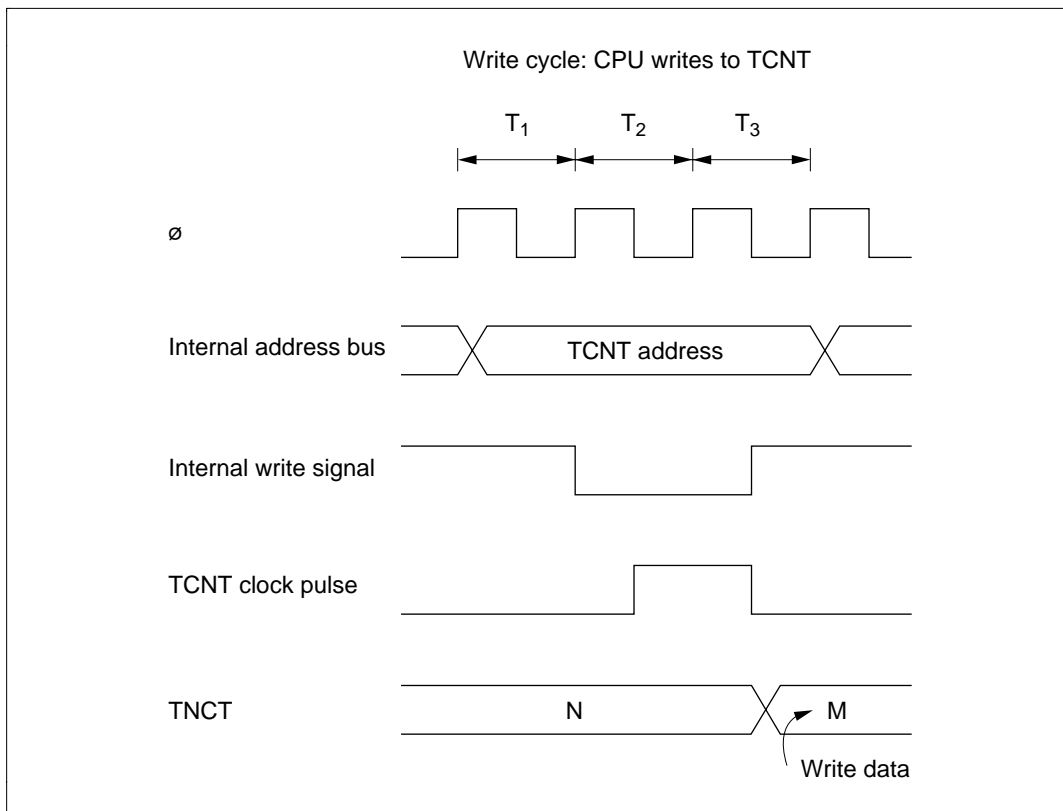 Write cycle: CPU writes to TCNT
T1 T2 T3
ø
Internal address bus
TCNT address
Internal write signal
TCNT clock pulse
TNCT
N
M
Write data